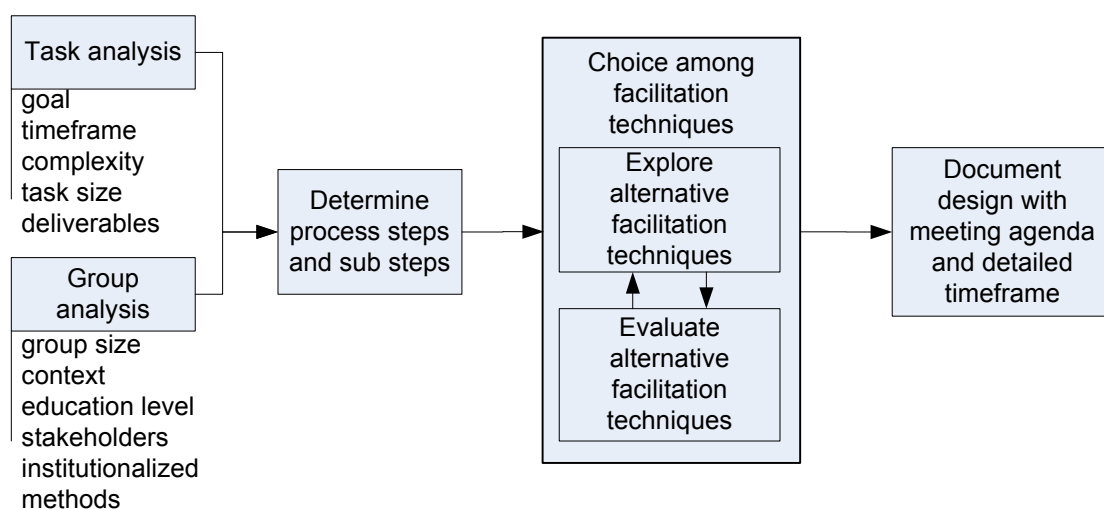 Task analysis
goal
timeframe
complexity
task size
deliverables
Group
analysis
group size
context
education level
stakeholders
institutionalized
methods
Determine
process steps
and sub steps
Choice among
facilitation
techniques
Explore
alternative
facilitation
techniques
Evaluate
alternative
facilitation
techniques
Document
design with
meeting agenda
and detailed
timeframe